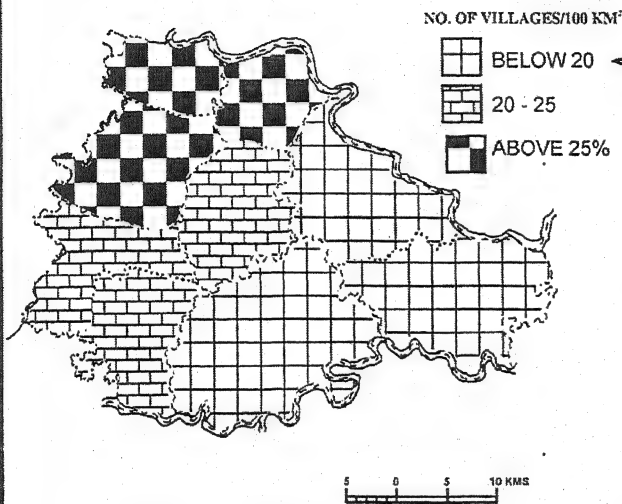 NO. OF VILLAGES/100 KM²
BELOW 20
20 - 25
ABOVE 25%
5 0 5 10 KMS